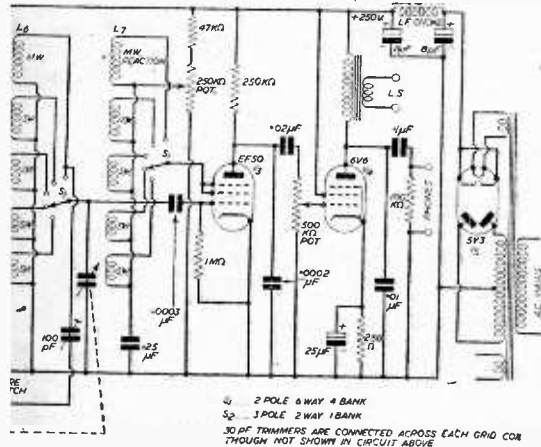 L6
MW
L7
MW
REACTION
47KΩ
250KΩ
POT
250KΩ
+250V.
LF CHOKE
8μF
L.S
·02μF
EF50
6V6
·1μF
PHONES
500
KΩ
POT
1MΩ
·0003
μF
·0002
μF
·01
μF
25μF
250
Ω
5V3
AC MAINS
100
pF
·25
μF
S1 2 POLE 6 WAY 4 BANK
S2 3 POLE 2 WAY 1 BANK
30 PF TRIMMERS ARE CONNECTED ACROSS EACH GRID COIL
THOUGH NOT SHOWN IN CIRCUIT ABOVE